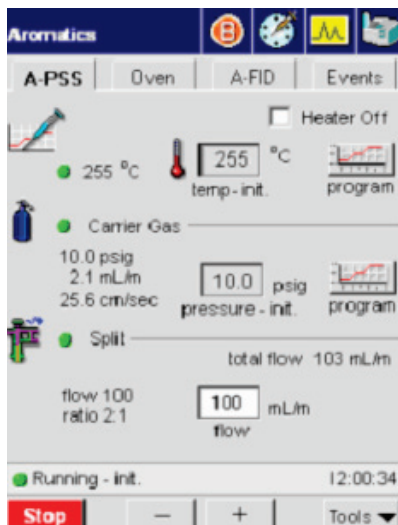 Aromatics
B
A-PSS Oven A-FID Events
Heater Off
255 °C 255 °C
temp-init. program
Carrier Gas
10.0 psig
2.1 mL/m
25.6 cm/sec
10.0 psig
pressure - init. program
Split
total flow 103 mL/m
flow 100
ratio 2:1
100 mL/m
flow
Running - init. 12:00:34
Stop - + Tools